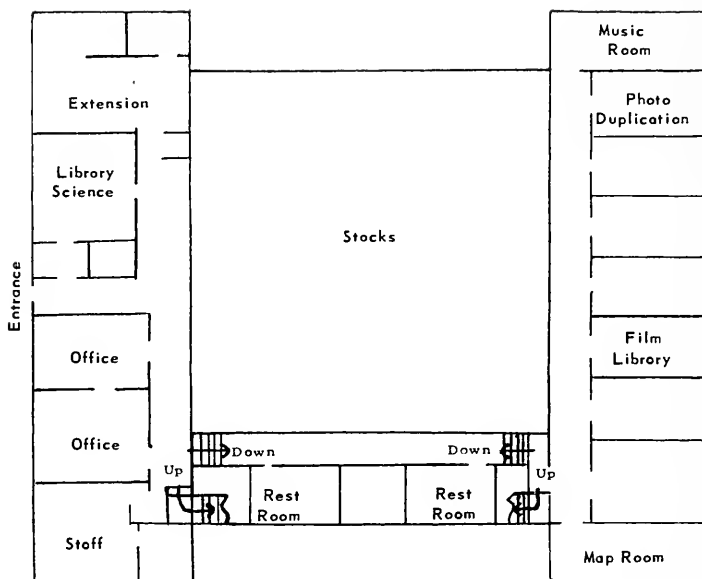 Music
Room
Extension
Photo
Duplication
Library
Science
Stocks
Entrance
Office
Film
Library
Office
Down
Down
Up
Up
Rest
Room
Rest
Room
Stoff
Map Room